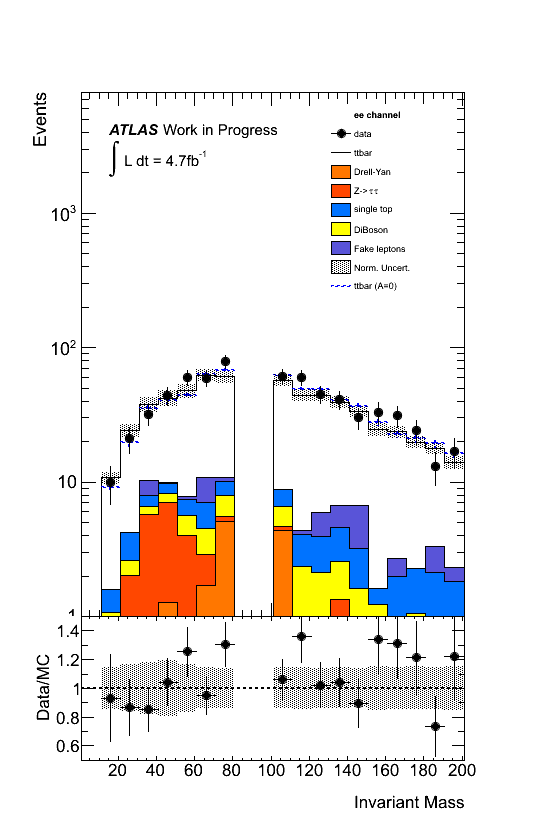 Events
ATLAS Work in Progress
∫ L dt = 4.7fb⁻¹
ee channel
data
ttbar
Drell-Yan
Z->ττ
single top
DiBoson
Fake leptons
Norm. Uncert.
ttbar (A=0)
10³
10²
10
1
Data/MC
1.4
1.2
1
0.8
0.6
20 40 60 80 100 120 140 160 180 200
Invariant Mass